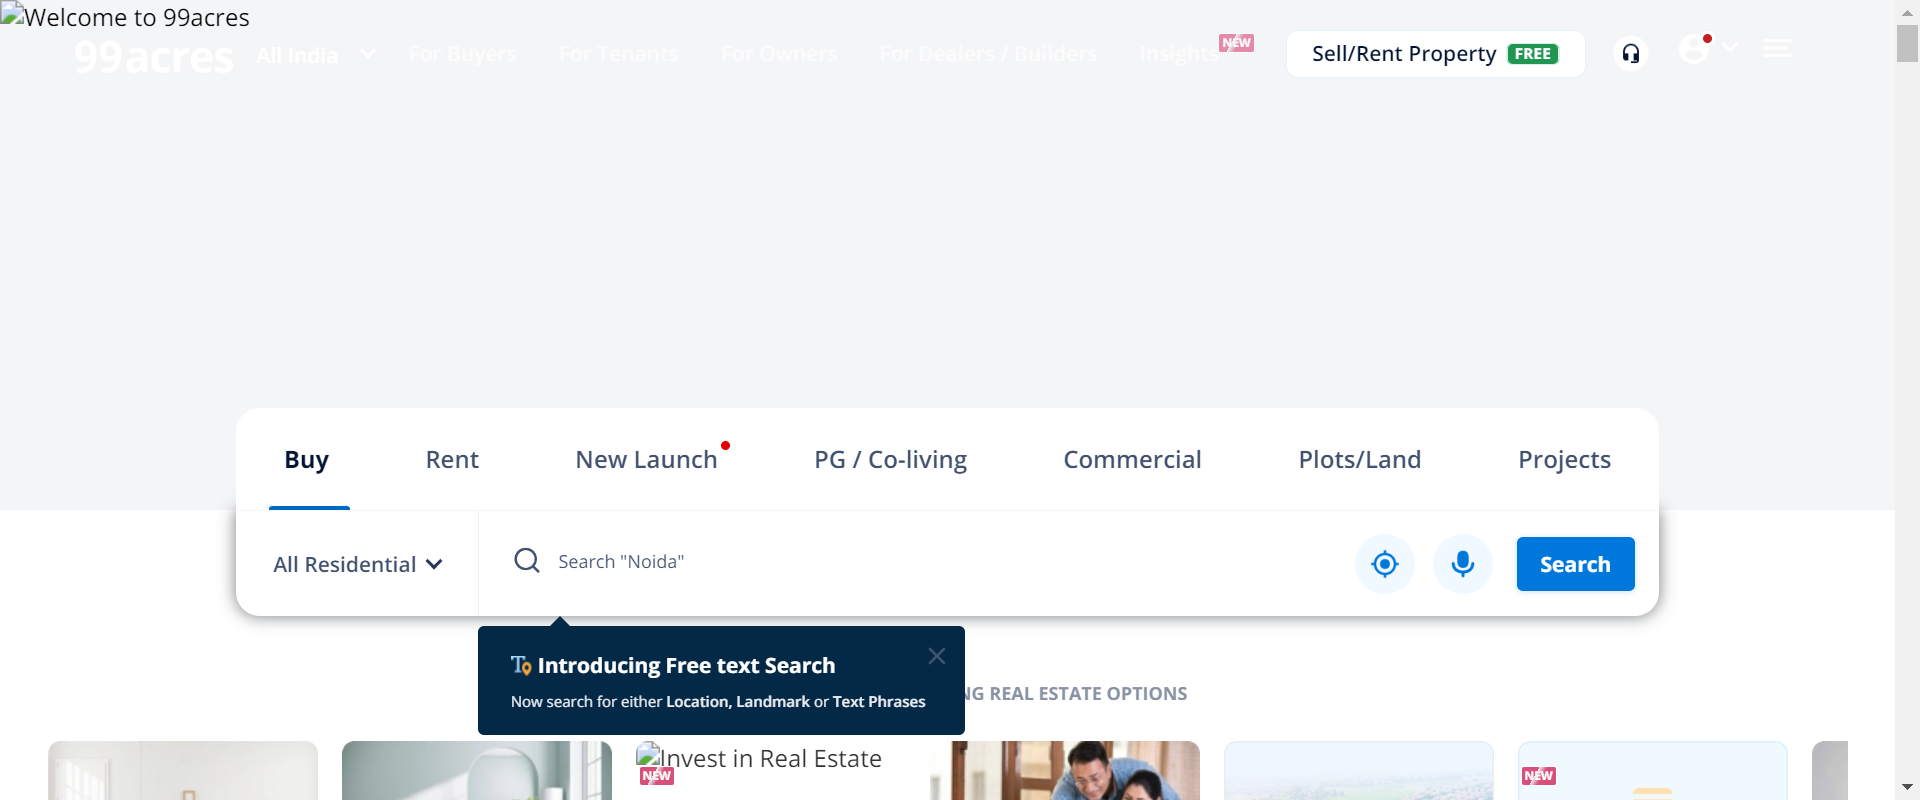 Welcome to 99acres
99acres
All India
For Buyers
For Tenants
For Owners
For Dealers / Builders
Insights
NEW
Sell/Rent Property FREE
Buy
Rent
New Launch
PG / Co-living
Commercial
Plots/Land
Projects
All Residential
Search "Noida"
Search
Introducing Free text Search
Now search for either Location, Landmark or Text Phrases
REAL ESTATE OPTIONS
Invest in Real Estate
NEW
NEW